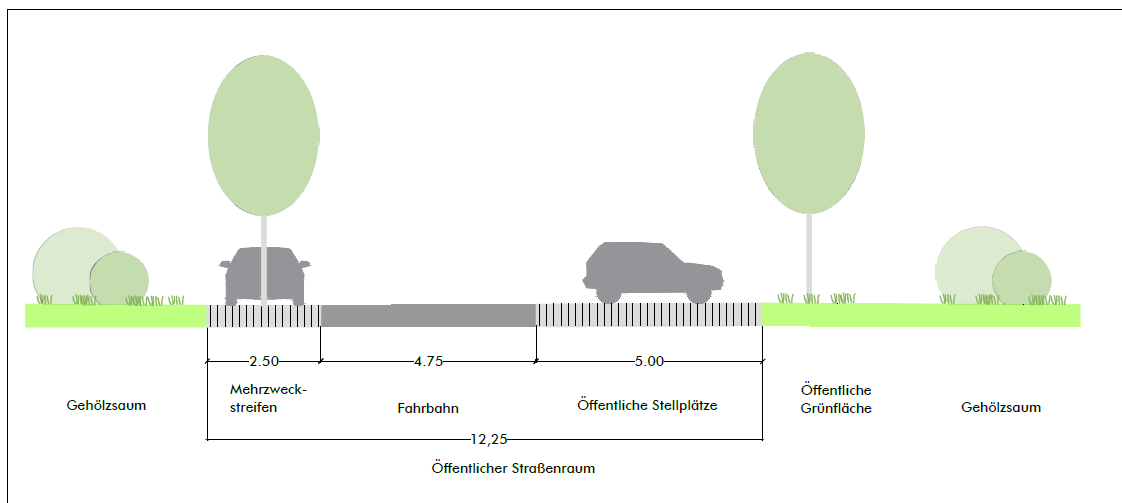 2.50
4.75
5.00
Mehrzweck-
streifen
Öffentliche
Grünfläche
Gehölzsaum
Fahrbahn
Öffentliche Stellplätze
Gehölzsaum
12,25
Öffentlicher Straßenraum